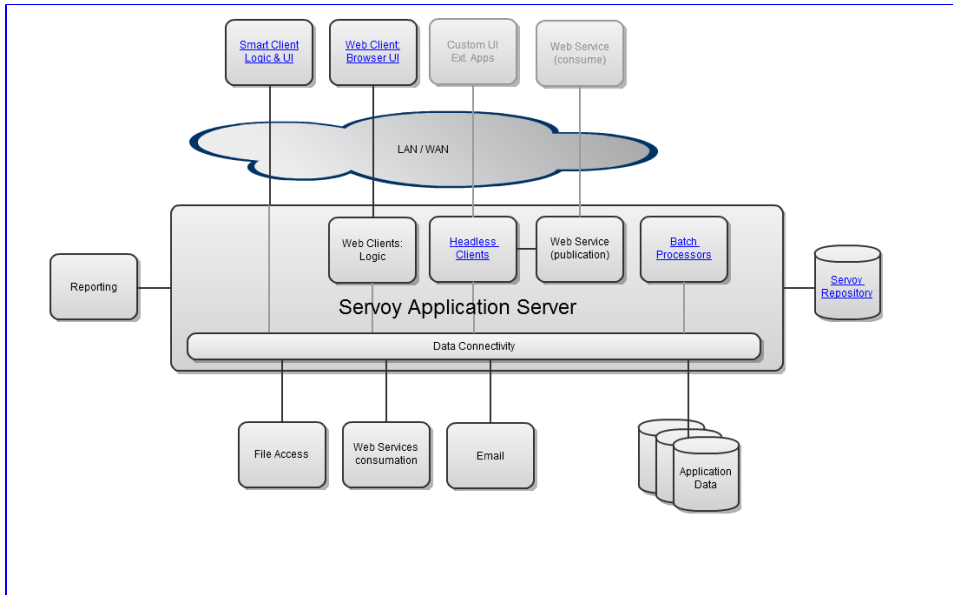 Smart Client
Logic & UI
Web Client:
Browser UI
Custom UI
Ext. Apps
Web Service
(consume)
LAN / WAN
Web Clients:
Logic
Headless
Clients
Web Service
(publication)
Batch
Processors
Reporting
Servoy
Repository
Servoy Application Server
Data Connectivity
File Access
Web Services
consumation
Email
Application
Data